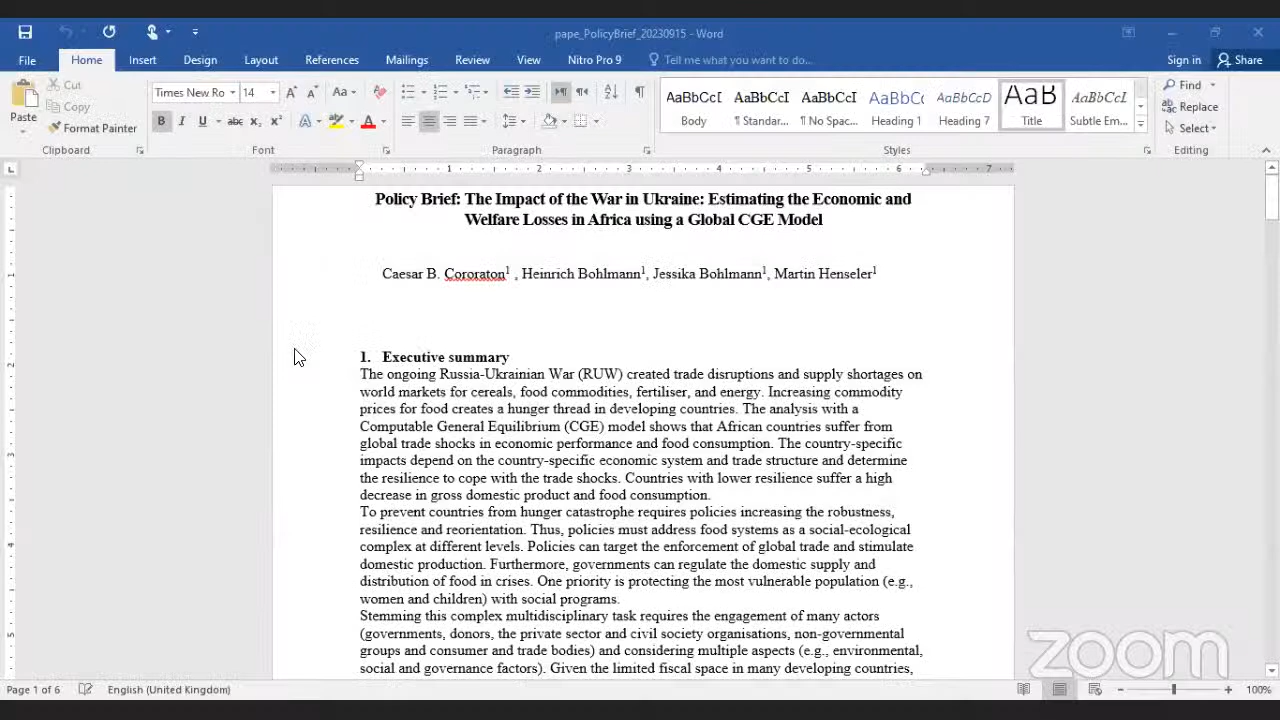 pape_PolicyBrief_20230915 - Word
File Home Insert Design Layout References Mailings Review View Nitro Pro 9 Tell me what you want to do... Sign in Share
Paste
Cut
Copy
Format Painter
Clipboard
Times New Ro 14
Font
Paragraph
AaBbCcI AaBbCcI AaBbCcI AaBbCc AaBbCcD AaB AaBbCcL
Body ¶ Standar... ¶ No Spac... Heading 1 Heading 7 Title Subtle Em...
Styles
Find
Replace
Select
Editing
1 2 3 4 5 6 7
Policy Brief: The Impact of the War in Ukraine: Estimating the Economic and
Welfare Losses in Africa using a Global CGE Model
Caesar B. Cororaton1 , Heinrich Bohlmann1, Jessika Bohlmann1, Martin Henseler1
1. Executive summary
The ongoing Russia-Ukrainian War (RUW) created trade disruptions and supply shortages on
world markets for cereals, food commodities, fertiliser, and energy. Increasing commodity
prices for food creates a hunger thread in developing countries. The analysis with a
Computable General Equilibrium (CGE) model shows that African countries suffer from
global trade shocks in economic performance and food consumption. The country-specific
impacts depend on the country-specific economic system and trade structure and determine
the resilience to cope with the trade shocks. Countries with lower resilience suffer a high
decrease in gross domestic product and food consumption.
To prevent countries from hunger catastrophe requires policies increasing the robustness,
resilience and reorientation. Thus, policies must address food systems as a social-ecological
complex at different levels. Policies can target the enforcement of global trade and stimulate
domestic production. Furthermore, governments can regulate the domestic supply and
distribution of food in crises. One priority is protecting the most vulnerable population (e.g.,
women and children) with social programs.
Stemming this complex multidisciplinary task requires the engagement of many actors
(governments, donors, the private sector and civil society organisations, non-governmental
groups and consumer and trade bodies) and considering multiple aspects (e.g., environmental,
social and governance factors). Given the limited fiscal space in many developing countries,
zoom
Page 1 of 6 English (United Kingdom) 100%